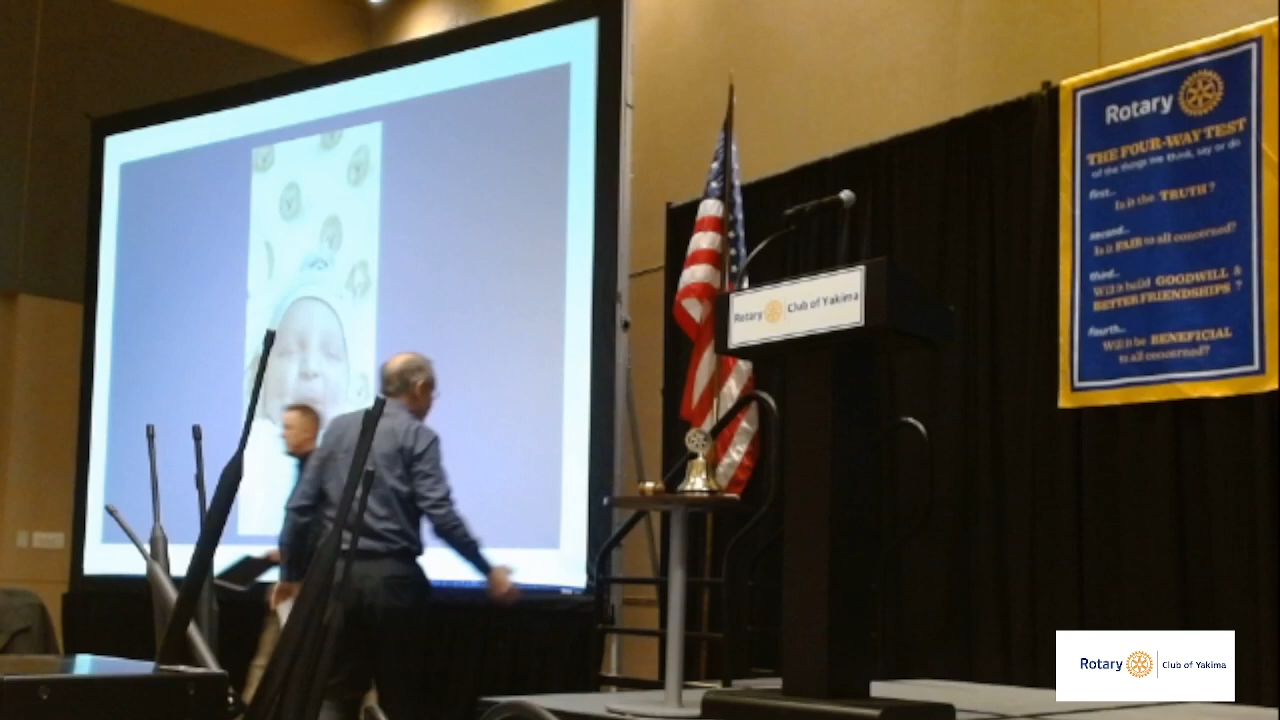 Rotary
THE FOUR-WAY TEST
of the things we think, say or do
first...
Is it the TRUTH?
second...
Is it FAIR to all concerned?
third...
Will it build GOODWILL &
BETTER FRIENDSHIPS ?
fourth...
Will it be BENEFICIAL
to all concerned?
Rotary Club of Yakima
Rotary Club of Yakima